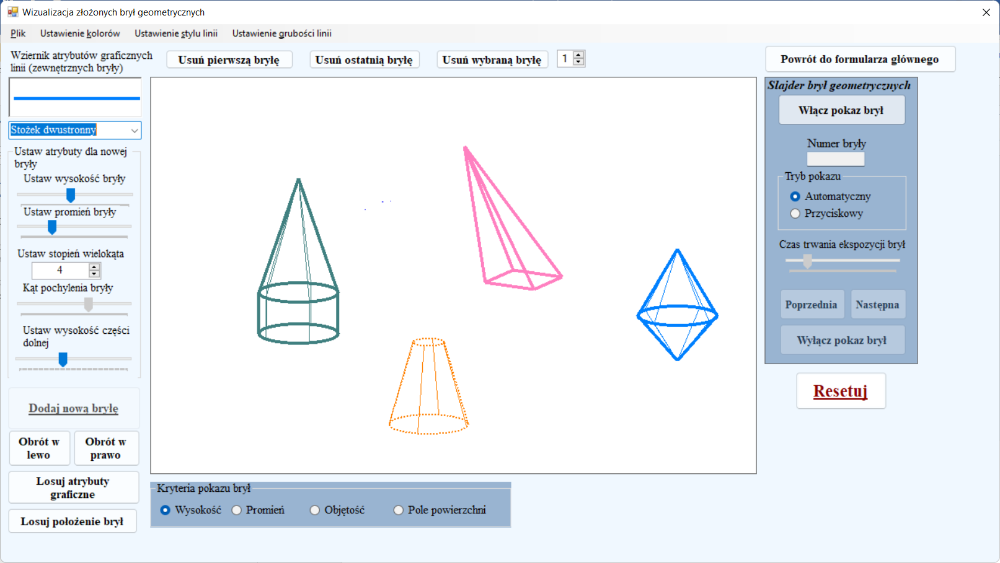 Wizualizacja złożonych brył geometrycznych
Plik Ustawienie kolorów Ustawienie stylu linii Ustawienie grubości linii
Wziernik atrybutów graficznych
linii (zewnętrznych bryły)
Usuń pierwszą bryłę
Usuń ostatnią bryłę
Usuń wybraną bryłę
1
Powrót do formularza głównego
Stożek dwustronny
Ustaw atrybuty dla nowej
bryły
Ustaw wysokość bryły
Ustaw promień bryły
Ustaw stopień wielokąta
4
Kąt pochylenia bryły
Ustaw wysokość części
dolnej
Dodaj nową bryłę
Obrót w
lewo
Obrót w
prawo
Losuj atrybuty
graficzne
Losuj położenie brył
Kryteria pokazu brył
Wysokość Promień Objętość Pole powierzchni
Slajder brył geometrycznych
Włącz pokaz brył
Numer bryły
Tryb pokazu
Automatyczny
Przyciskowy
Czas trwania ekspozycji brył
Poprzednia Następna
Wyłącz pokaz brył
Resetuj